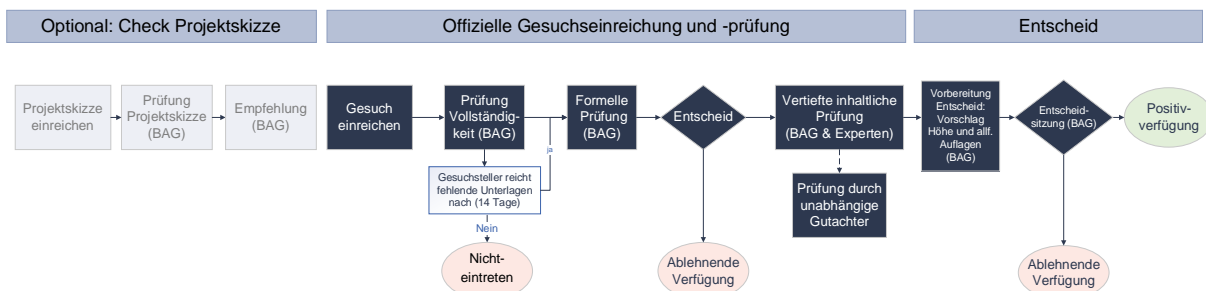 Optional: Check Projektskizze
Offizielle Gesuchseinreichung und -prüfung
Entscheid
Projektskizze
einreichen
Prüfung
Projektskizze
(BAG)
Empfehlung
(BAG)
Gesuch
einreichen
Prüfung
Vollständig-
keit (BAG)
Gesuchsteller reicht
fehlende Unterlagen
nach (14 Tage)
ja
Nein
Nicht-
eintreten
Formelle
Prüfung
(BAG)
Entscheid
Ablehnende
Verfügung
Vertiefte inhaltliche
Prüfung
(BAG & Experten)
Prüfung durch
unabhängige
Gutachter
Vorbereitung
Entscheid:
Vorschlag
Höhe und allf.
Auflagen
(BAG)
Entscheid-
sitzung (BAG)
Ablehnende
Verfügung
Positiv-
verfügung